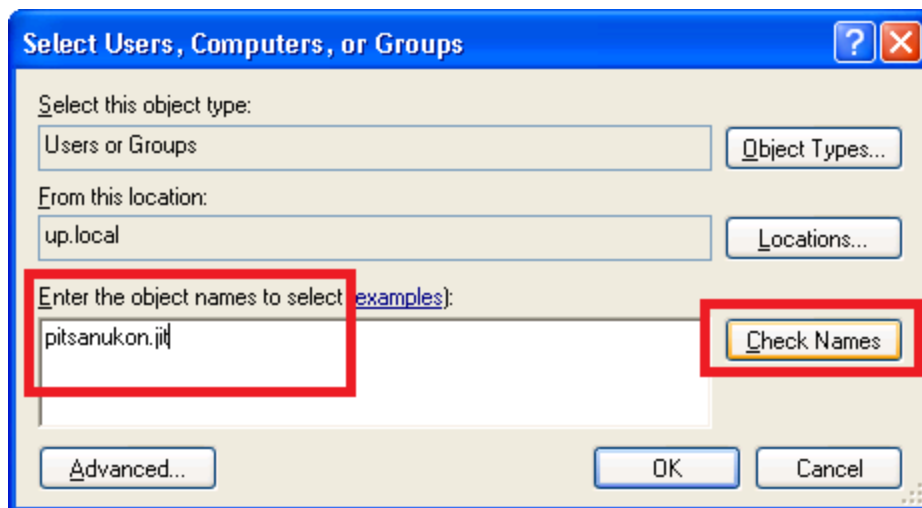 Select Users, Computers, or Groups
Select this object type:
Users or Groups
Object Types...
From this location:
up.local
Locations...
Enter the object names to select (examples):
pitsanukon.jit
Check Names
Advanced...
OK
Cancel